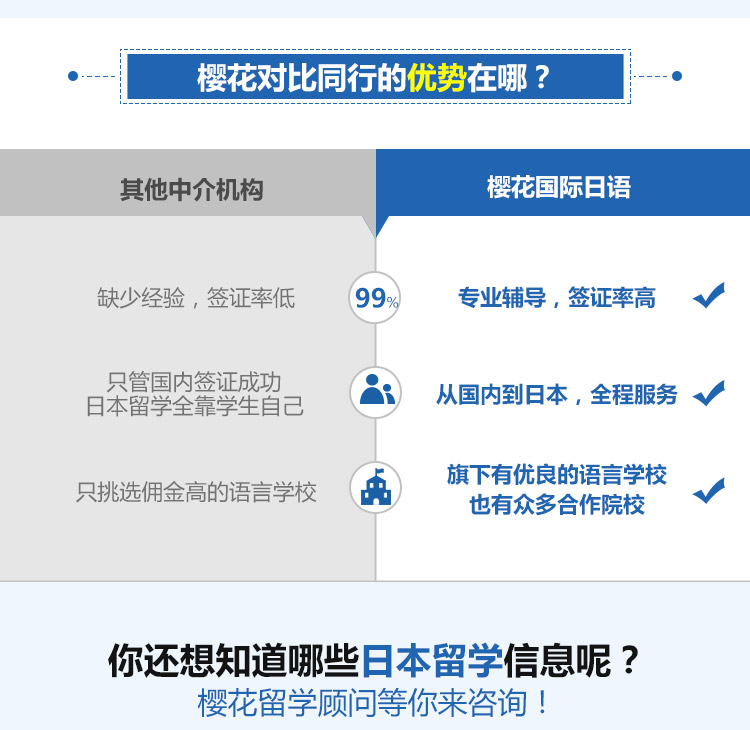 樱花对比同行的优势在哪？
其他中介机构
樱花国际日语
缺少经验，签证率低
99%
专业辅导，签证率高
只管国内签证成功
日本留学全靠学生自己
从国内到日本，全程服务
只挑选佣金高的语言学校
旗下有优良的语言学校
也有众多合作院校
你还想知道哪些日本留学信息呢？
樱花留学顾问等你来咨询！